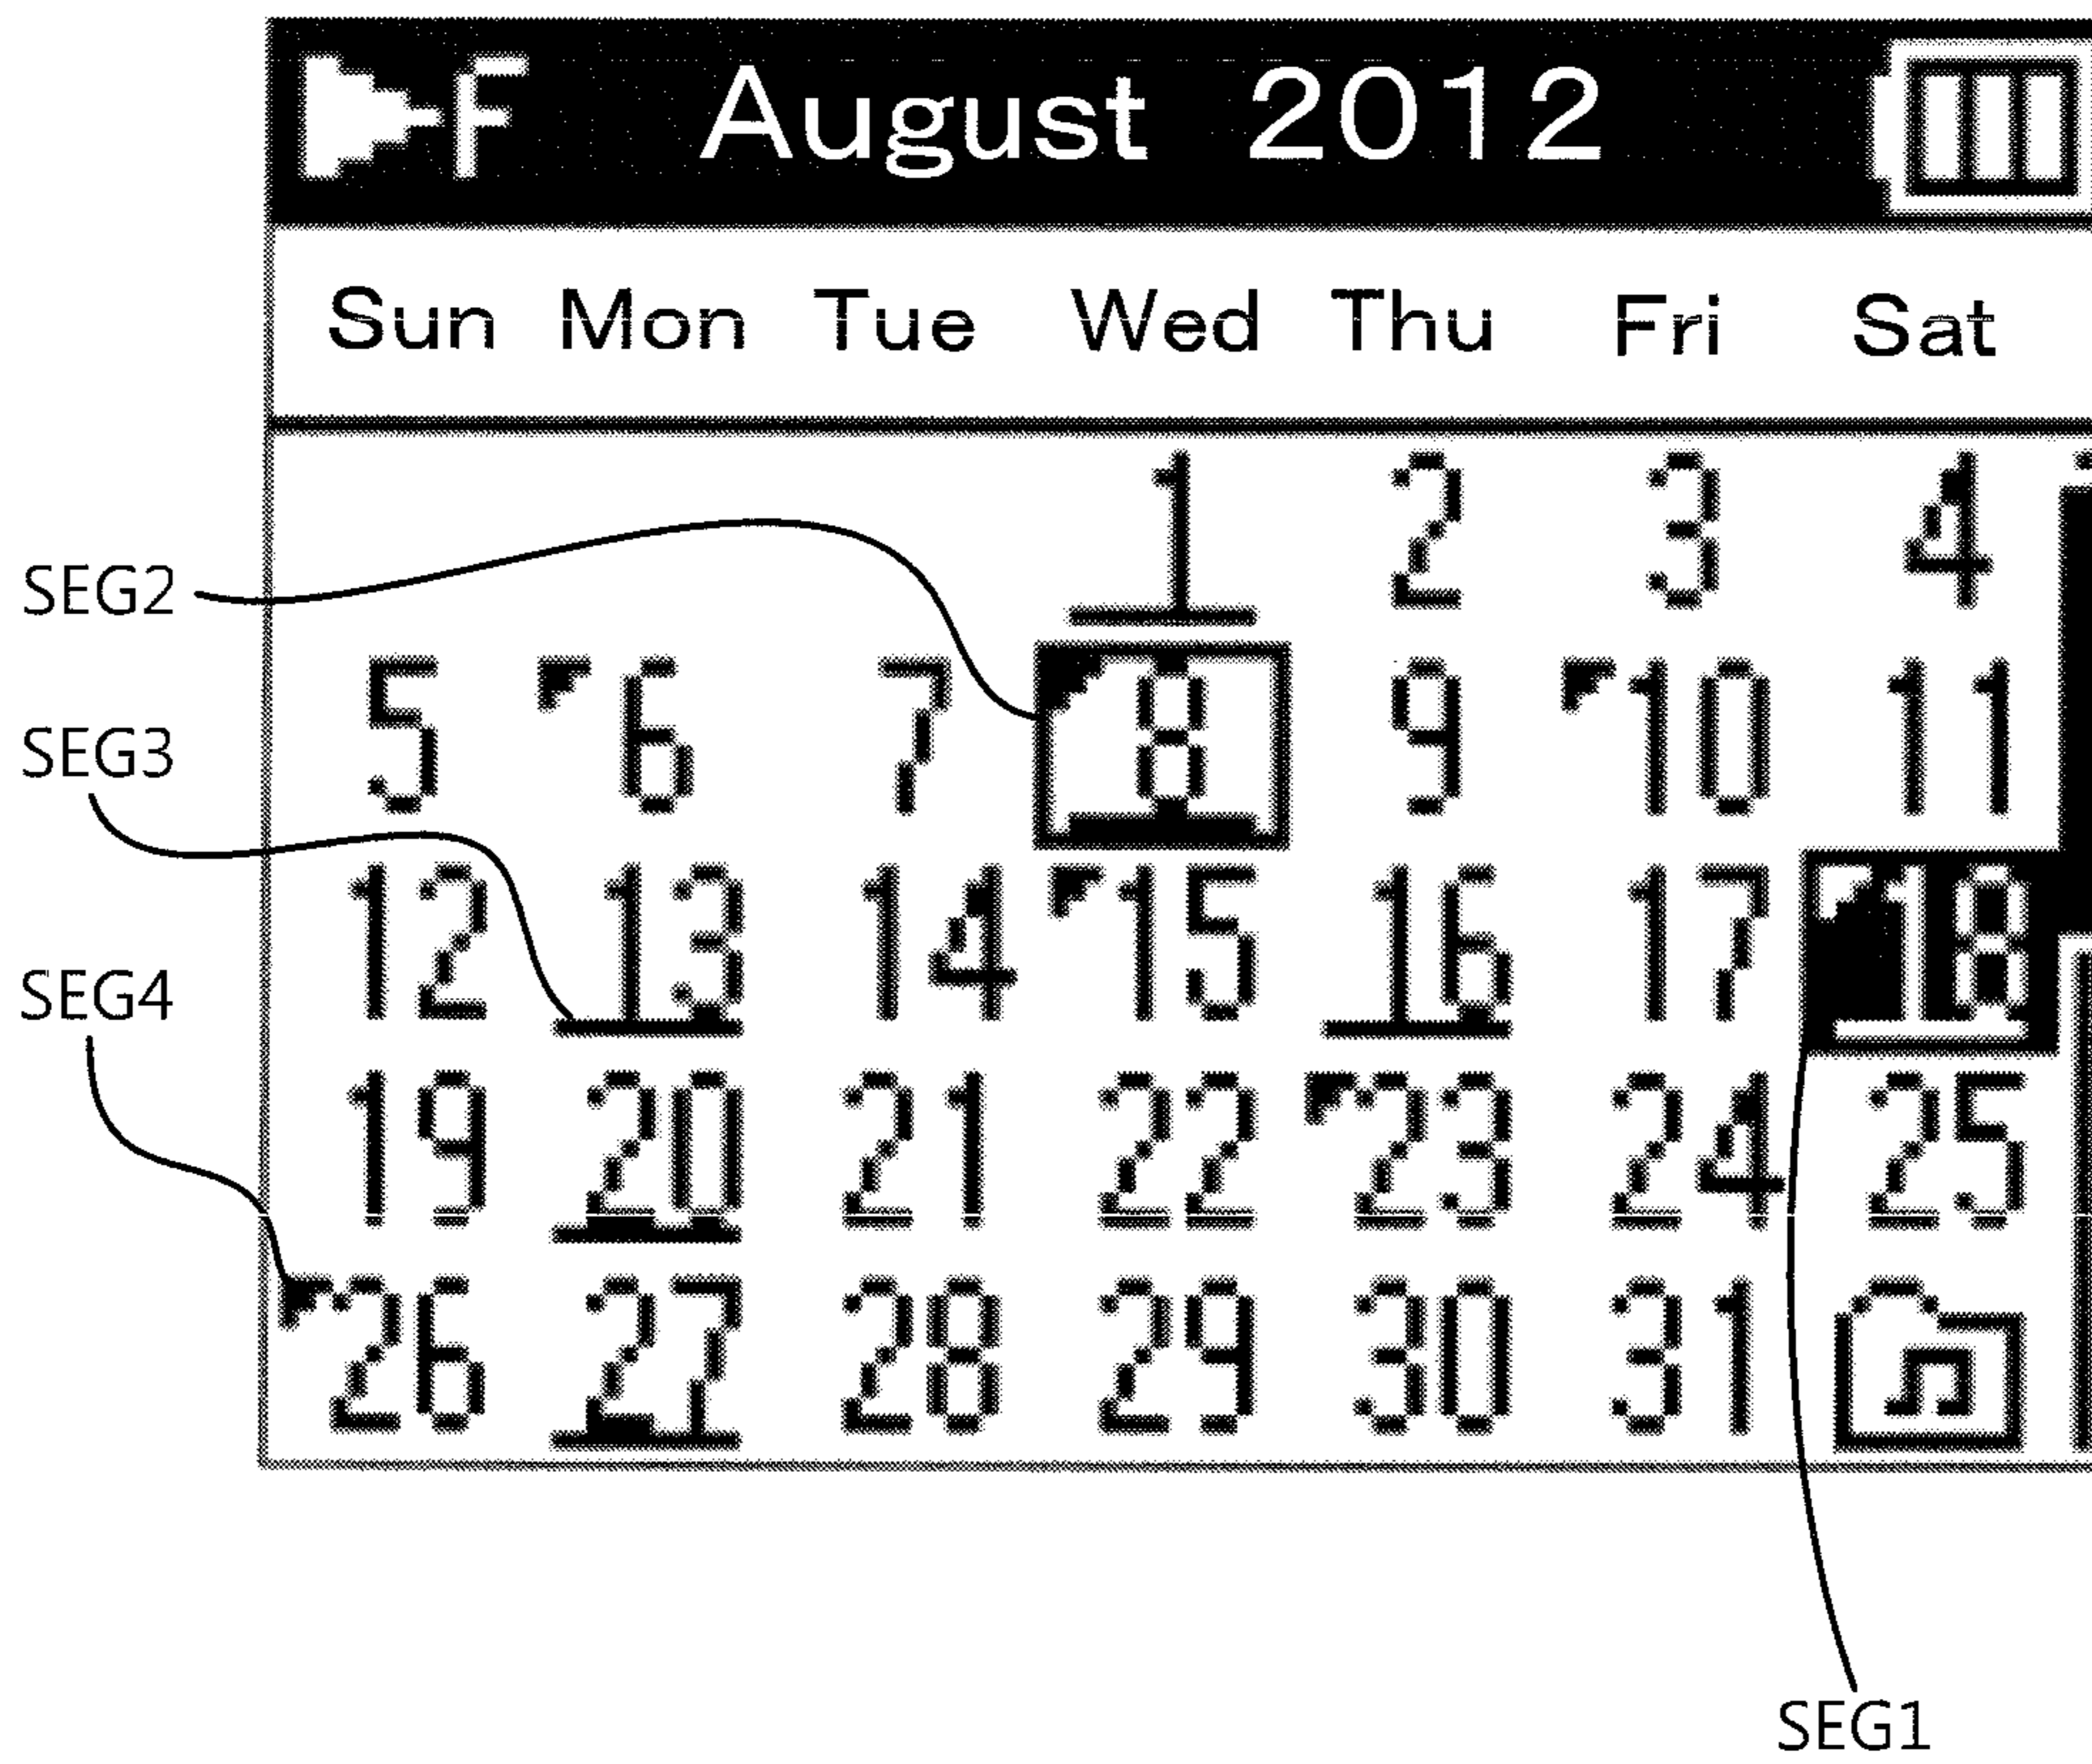 F August 2012
Sun Mon Tue Wed Thu Fri Sat
1 2 3 4
SEG2
5 6 7 8 9 10 11
SEG3
12 13 14 15 16 17 18
SEG4
19 20 21 22 23 24 25
26 27 28 29 30 31
SEG1